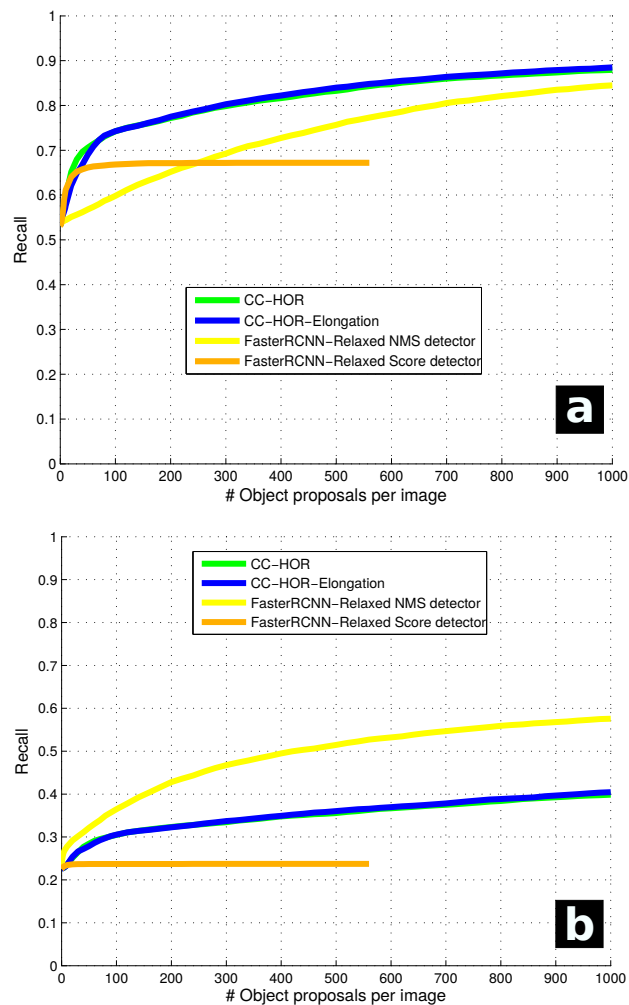 1
0.9
0.8
0.7
0.6
0.5
0.4
0.3
0.2
0.1
0
Recall
CC−HOR
CC−HOR−Elongation
FasterRCNN−Relaxed NMS detector
FasterRCNN−Relaxed Score detector
a
0 100 200 300 400 500 600 700 800 900 1000
# Object proposals per image
1
0.9
0.8
0.7
0.6
0.5
0.4
0.3
0.2
0.1
0
Recall
CC−HOR
CC−HOR−Elongation
FasterRCNN−Relaxed NMS detector
FasterRCNN−Relaxed Score detector
b
0 100 200 300 400 500 600 700 800 900 1000
# Object proposals per image